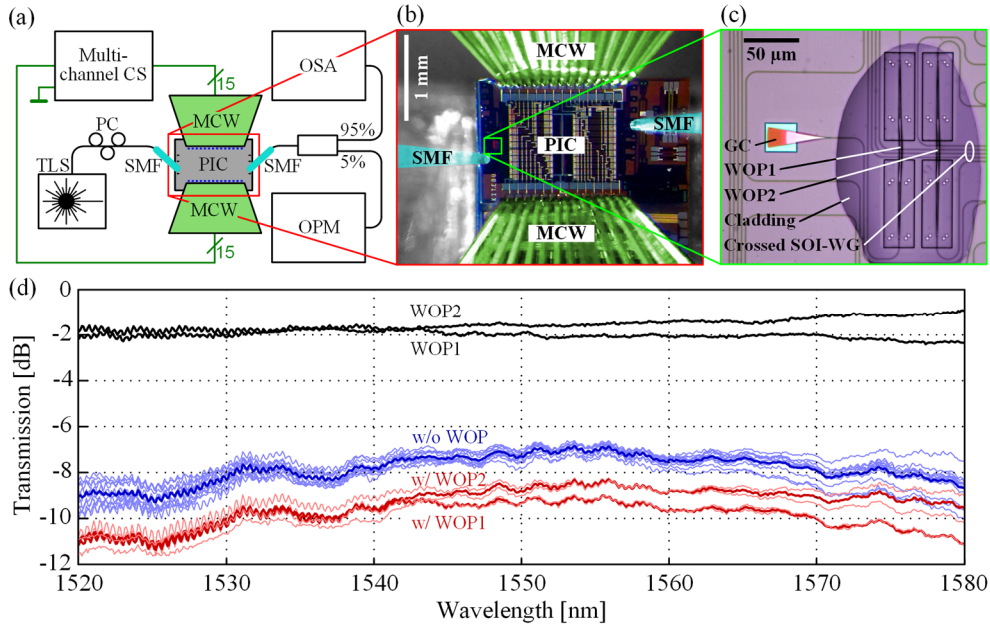 (a)
Multi-
channel CS
15
OSA
MCW
PC
95%
5%
TLS
SMF
PIC
SMF
MCW
OPM
15
(b)
MCW
1 mm
SMF
PIC
SMF
MCW
(c)
50 µm
GC
WOP1
WOP2
Cladding
Crossed SOI-WG
(d)
0
-2
-4
-6
-8
-10
-12
Transmission [dB]
WOP2
WOP1
w/o WOP
w/ WOP2
w/ WOP1
1520
1530
1540
1550
1560
1570
1580
Wavelength [nm]